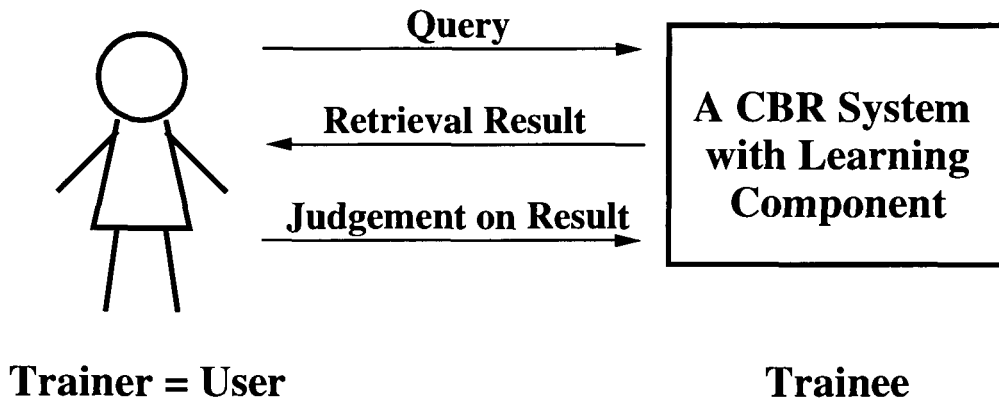 Query
Retrieval Result
Judgement on Result
A CBR System
with Learning
Component
Trainer = User
Trainee